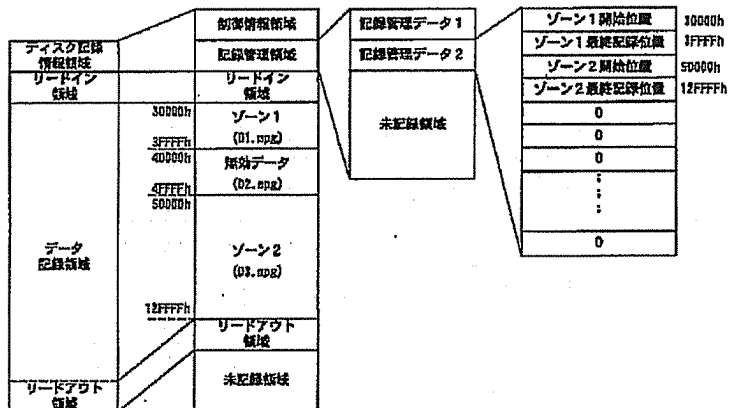 ディスク記録
情報領域
リードイン
領域
データ
記録領域
リードアウト
領域
制御情報領域
記録管理領域
リードイン
領域
30000h
ゾーン1
(01.mpg)
3FFFFh
40000h
無効データ
(02.mpg)
4FFFFh
50000h
ゾーン2
(03.mpg)
12FFFFh
リードアウト
領域
未記録領域
記録管理データ1
記録管理データ2
未記録領域
ゾーン1開始位置 30000h
ゾーン1最終記録位置 3FFFFh
ゾーン2開始位置 50000h
ゾーン2最終記録位置 12FFFFh
0
0
0
0